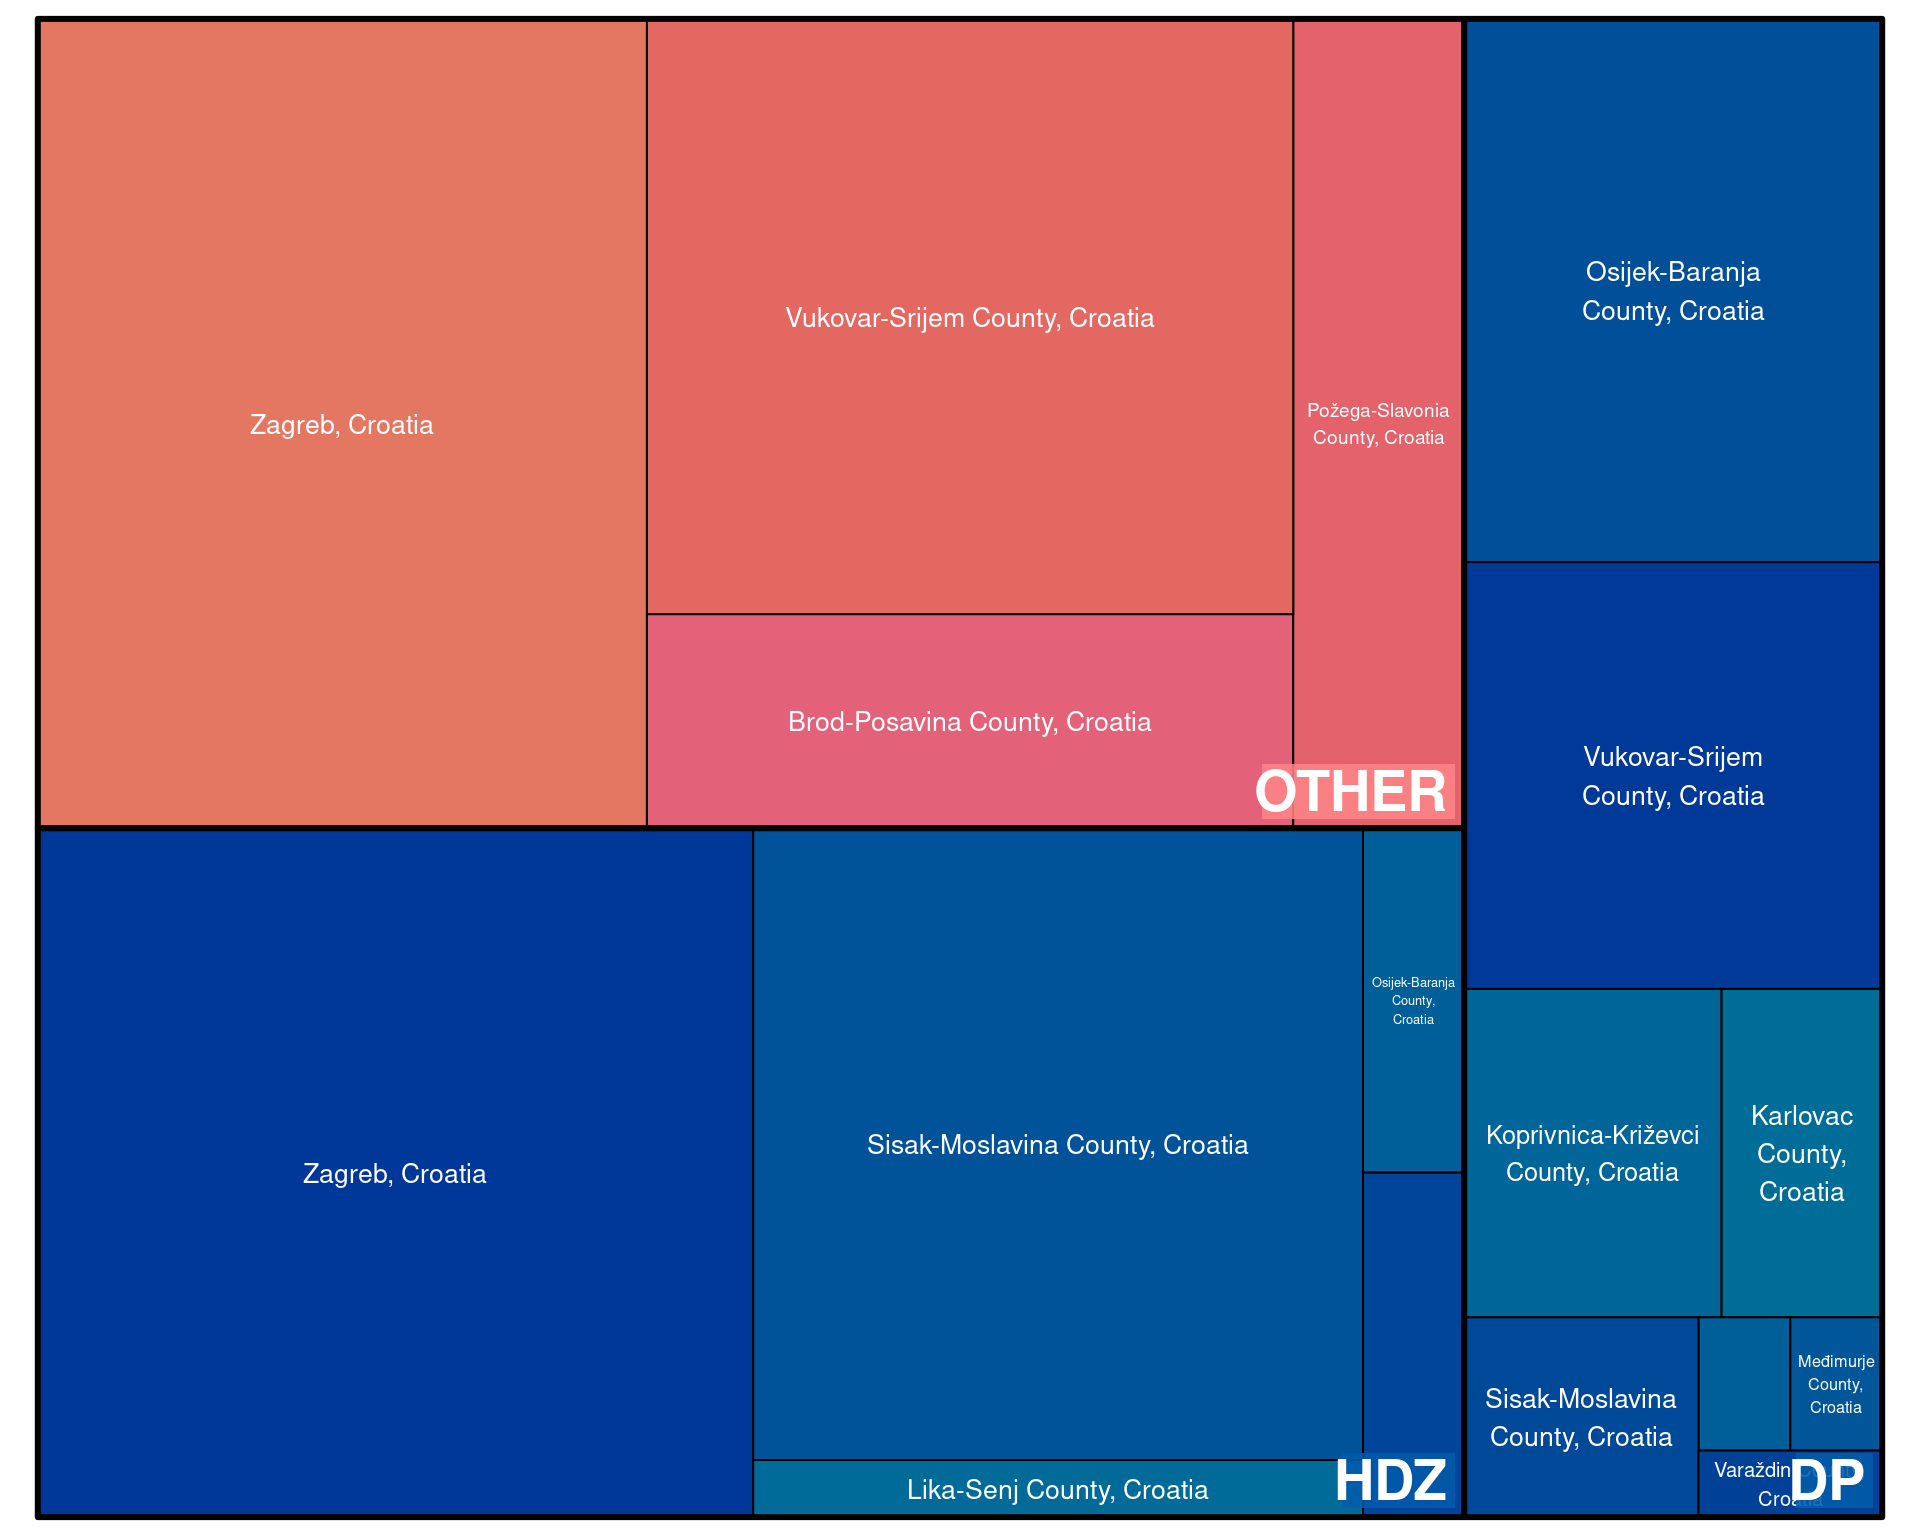 Zagreb, Croatia
Vukovar-Srijem County, Croatia
Požega-Slavonia
County, Croatia
Brod-Posavina County, Croatia
OTHER
Osijek-Baranja
County, Croatia
Vukovar-Srijem
County, Croatia
Zagreb, Croatia
Sisak-Moslavina County, Croatia
Osijek-Baranja
County,
Croatia
Lika-Senj County, Croatia
HDZ
Koprivnica-Križevci
County, Croatia
Karlovac
County,
Croatia
Sisak-Moslavina
County, Croatia
Međimurje
County,
Croatia
Varaždin
Croatia
DP